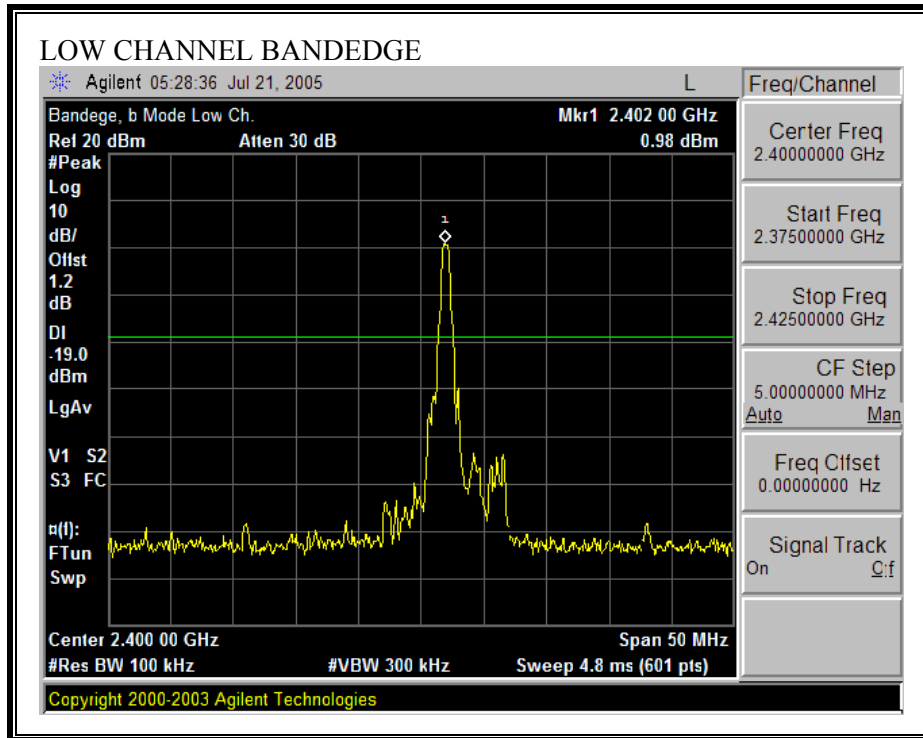 LOW CHANNEL BANDEDGE
Agilent 05:28:36 Jul 21, 2005
L
Freq/Channel
Bandege, b Mode Low Ch.
Mkr1 2.402 00 GHz
Ref 20 dBm
Atten 30 dB
0.98 dBm
#Peak
Log
10
dB/
Offst
1.2
dB
DI
-19.0
dBm
LgAv
V1 S2
S3 FC
¤(f):
FTun
Swp
1
Center 2.400 00 GHz
Span 50 MHz
#Res BW 100 kHz
#VBW 300 kHz
Sweep 4.8 ms (601 pts)
Copyright 2000-2003 Agilent Technologies
Center Freq
2.40000000 GHz
Start Freq
2.37500000 GHz
Stop Freq
2.42500000 GHz
CF Step
5.00000000 MHz
Auto Man
Freq Offset
0.00000000 Hz
Signal Track
On Off